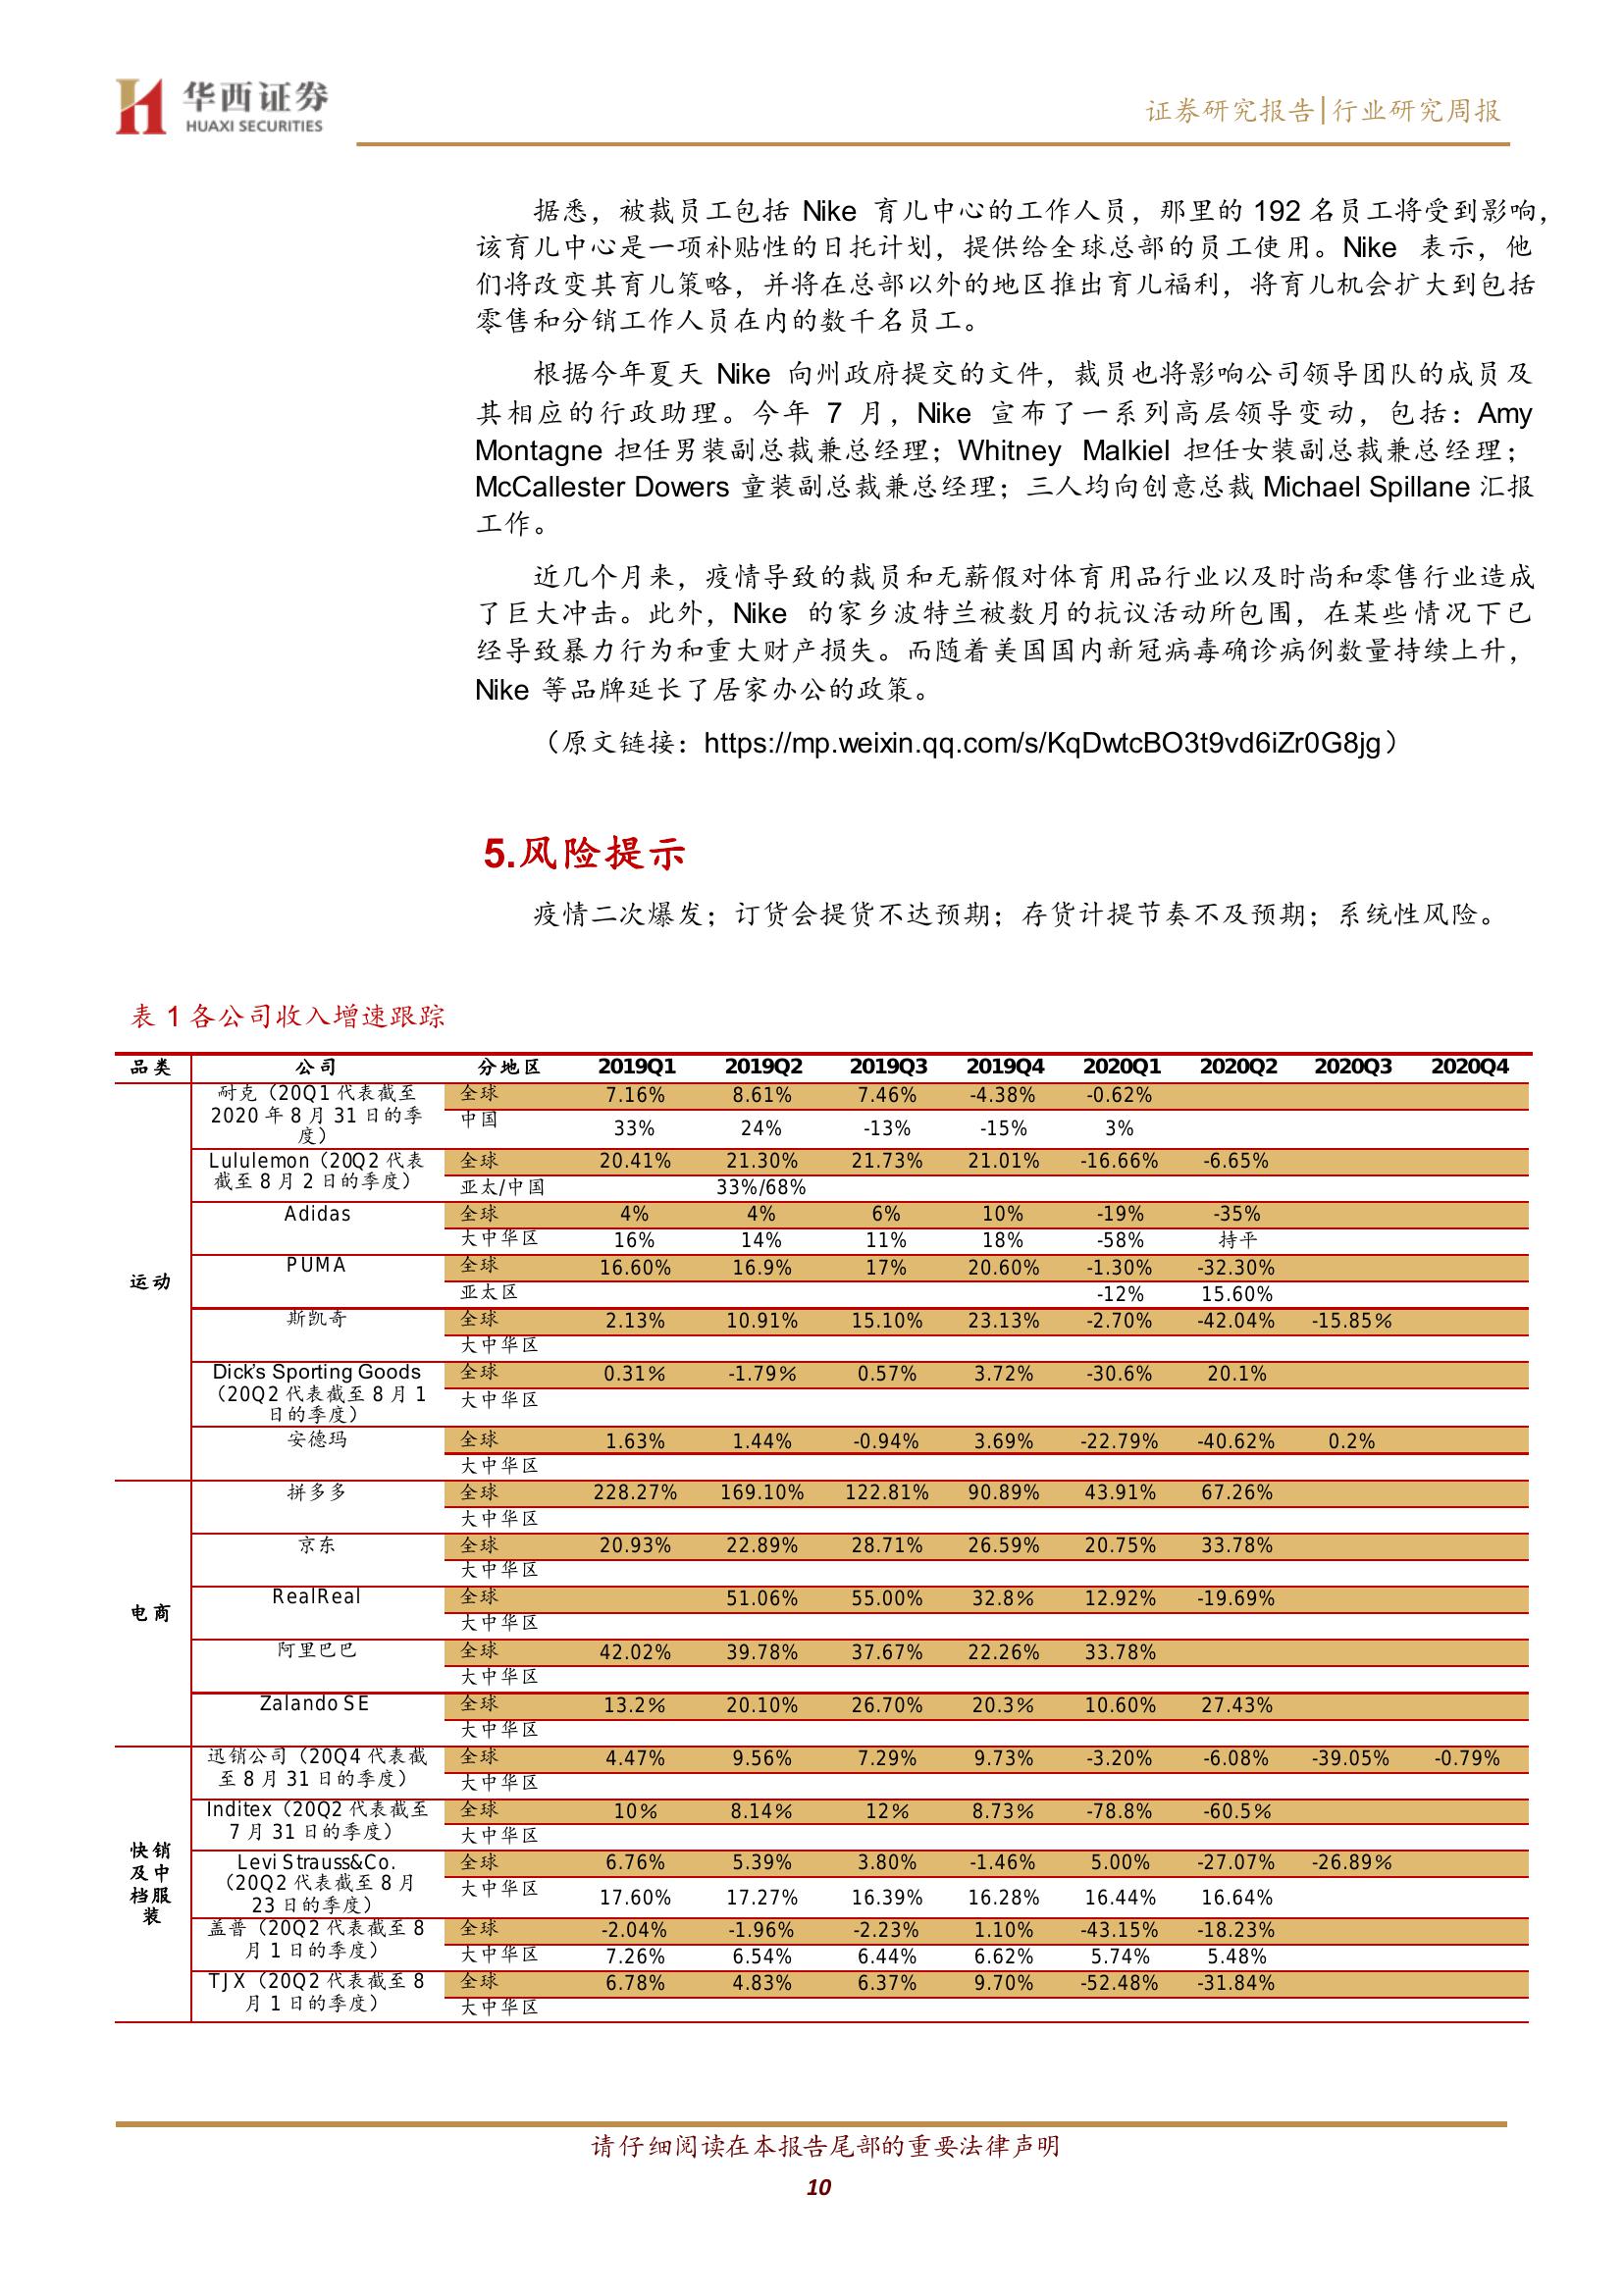 华西证券
HUAXI SECURITIES
证券研究报告|行业研究周报
据悉，被裁员工包括 Nike 育儿中心的工作人员，那里的 192 名员工将受到影响，
该育儿中心是一项补贴性的日托计划，提供给全球总部的员工使用。Nike 表示，他
们将改变其育儿策略，并将在总部以外的地区推出育儿福利，将育儿机会扩大到包括
零售和分销工作人员在内的数千名员工。
根据今年夏天 Nike 向州政府提交的文件，裁员也将影响公司领导团队的成员及
其相应的行政助理。今年 7 月，Nike 宣布了一系列高层领导变动，包括：Amy
Montagne 担任男装副总裁兼总经理；Whitney Malkiel 担任女装副总裁兼总经理；
McCallester Dowers 童装副总裁兼总经理；三人均向创意总裁 Michael Spillane 汇报
工作。
近几个月来，疫情导致的裁员和无薪假对体育用品行业以及时尚和零售行业造成
了巨大冲击。此外，Nike 的家乡波特兰被数月的抗议活动所包围，在某些情况下已
经导致暴力行为和重大财产损失。而随着美国国内新冠病毒确诊病例数量持续上升，
Nike 等品牌延长了居家办公的政策。
（原文链接：https://mp.weixin.qq.com/s/KqDwtcBO3t9vd6iZr0G8jg）
5.风险提示
疫情二次爆发；订货会提货不达预期；存货计提节奏不及预期；系统性风险。
表 1 各公司收入增速跟踪
品类 公司 分地区 2019Q1 2019Q2 2019Q3 2019Q4 2020Q1 2020Q2 2020Q3 2020Q4
运动
耐克（20Q1 代表截至
2020 年 8 月 31 日的季
度）
全球 7.16% 8.61% 7.46% -4.38% -0.62%
中国 33% 24% -13% -15% 3%
Lululemon（20Q2 代表
截至 8 月 2 日的季度）
全球 20.41% 21.30% 21.73% 21.01% -16.66% -6.65%
亚太/中国 33%/68%
Adidas
全球 4% 4% 6% 10% -19% -35%
大中华区 16% 14% 11% 18% -58% 持平
PUMA
全球 16.60% 16.9% 17% 20.60% -1.30% -32.30%
亚太区 -12% 15.60%
斯凯奇
全球 2.13% 10.91% 15.10% 23.13% -2.70% -42.04% -15.85%
大中华区
Dick's Sporting Goods
（20Q2 代表截至 8 月 1
日的季度）
全球 0.31% -1.79% 0.57% 3.72% -30.6% 20.1%
大中华区
安德玛
全球 1.63% 1.44% -0.94% 3.69% -22.79% -40.62% 0.2%
大中华区
电商
拼多多
全球 228.27% 169.10% 122.81% 90.89% 43.91% 67.26%
大中华区
京东
全球 20.93% 22.89% 28.71% 26.59% 20.75% 33.78%
大中华区
RealReal
全球 51.06% 55.00% 32.8% 12.92% -19.69%
大中华区
阿里巴巴
全球 42.02% 39.78% 37.67% 22.26% 33.78%
大中华区
Zalando SE
全球 13.2% 20.10% 26.70% 20.3% 10.60% 27.43%
大中华区
快销
及中
档服
装
迅销公司（20Q4 代表截
至 8 月 31 日的季度）
全球 4.47% 9.56% 7.29% 9.73% -3.20% -6.08% -39.05% -0.79%
大中华区
Inditex（20Q2 代表截至
7 月 31 日的季度）
全球 10% 8.14% 12% 8.73% -78.8% -60.5%
大中华区
Levi Strauss&Co.
（20Q2 代表截至 8 月
23 日的季度）
全球 6.76% 5.39% 3.80% -1.46% 5.00% -27.07% -26.89%
大中华区 17.60% 17.27% 16.39% 16.28% 16.44% 16.64%
盖普（20Q2 代表截至 8
月 1 日的季度）
全球 -2.04% -1.96% -2.23% 1.10% -43.15% -18.23%
大中华区 7.26% 6.54% 6.44% 6.62% 5.74% 5.48%
TJX（20Q2 代表截至 8
月 1 日的季度）
全球 6.78% 4.83% 6.37% 9.70% -52.48% -31.84%
大中华区
请仔细阅读在本报告尾部的重要法律声明
10